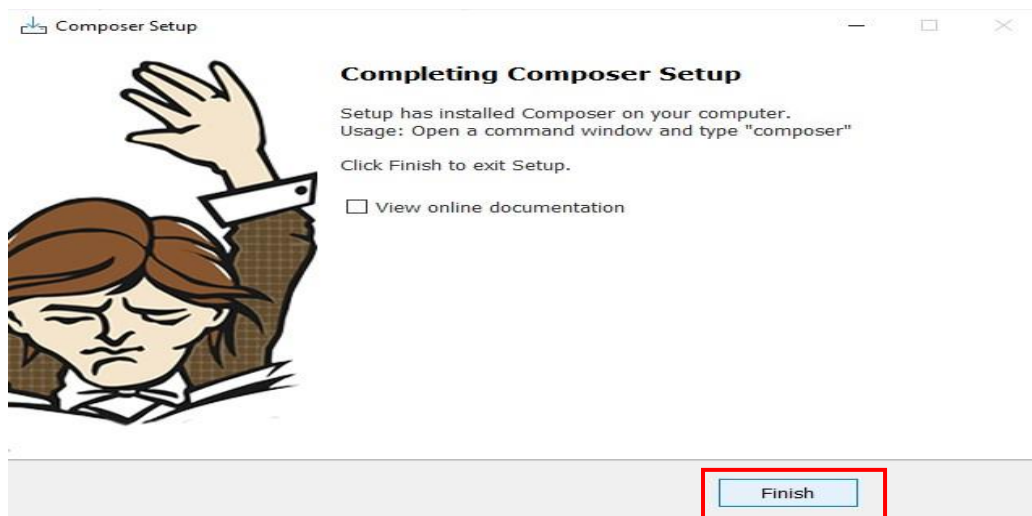 Composer Setup
Completing Composer Setup
Setup has installed Composer on your computer.
Usage: Open a command window and type "composer"
Click Finish to exit Setup.
View online documentation
Finish